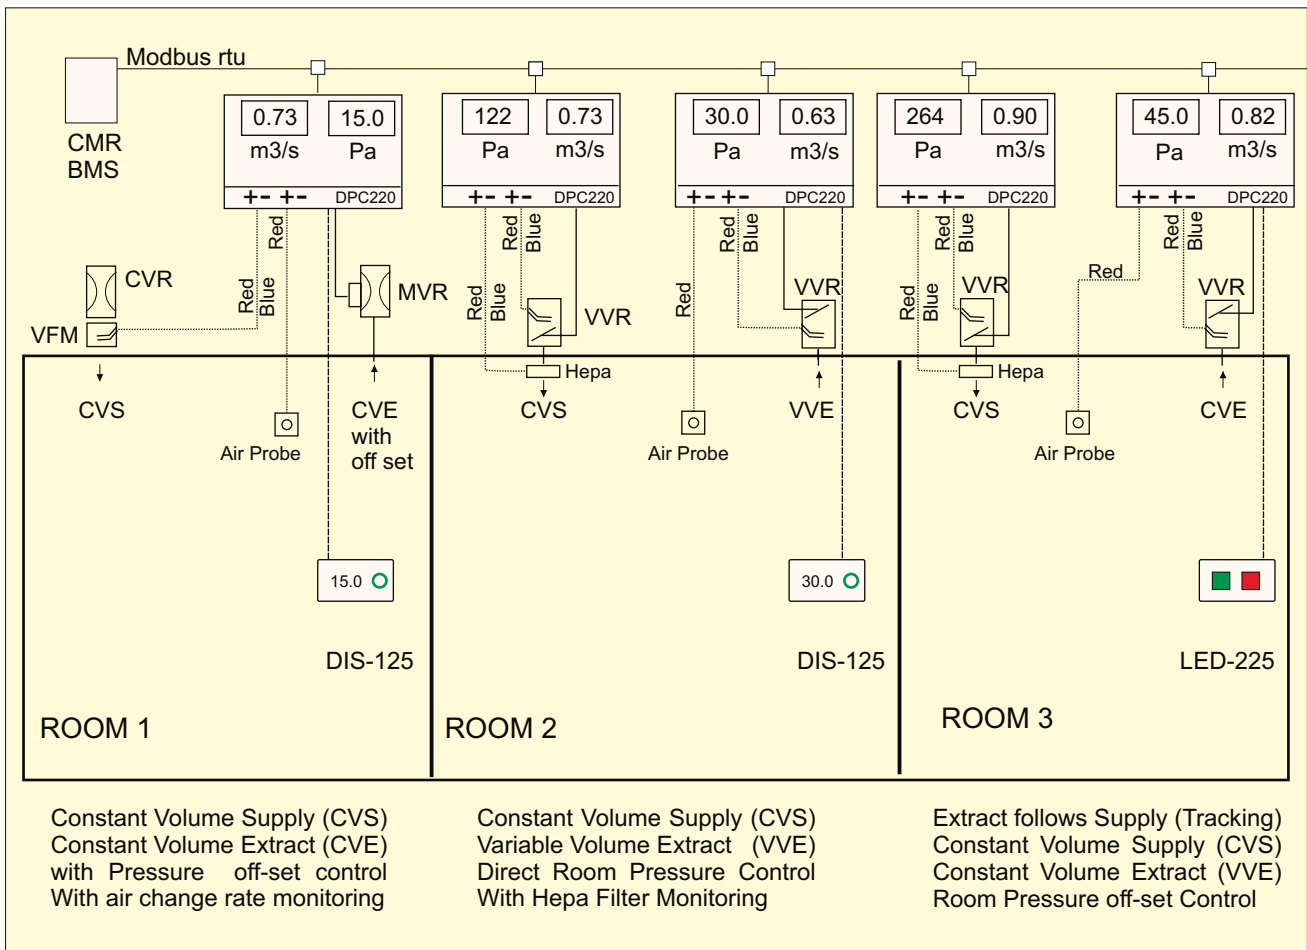 Modbus rtu
CMR
BMS
0.73 15.0
m3/s Pa
+- +- DPC220
122 0.73
Pa m3/s
+- +- DPC220
30.0 0.63
Pa m3/s
+- +- DPC220
264 0.90
Pa m3/s
+- +- DPC220
45.0 0.82
Pa m3/s
+- +- DPC220
Red
Red
Blue
Red
Blue
Red
Blue
Red
Blue
Red
Red
Blue
Red
Blue
Red
Red
Blue
CVR
VFM
MVR
VVR
VVR
VVR
VVR
CVS
Air Probe
CVE
with
off set
Hepa
CVS
Air Probe
VVE
Hepa
CVS
Air Probe
CVE
15.0
30.0
DIS-125
DIS-125
LED-225
ROOM 1
ROOM 2
ROOM 3
Constant Volume Supply (CVS)
Constant Volume Extract (CVE)
with Pressure off-set control
With air change rate monitoring
Constant Volume Supply (CVS)
Variable Volume Extract (VVE)
Direct Room Pressure Control
With Hepa Filter Monitoring
Extract follows Supply (Tracking)
Constant Volume Supply (CVS)
Constant Volume Extract (VVE)
Room Pressure off-set Control